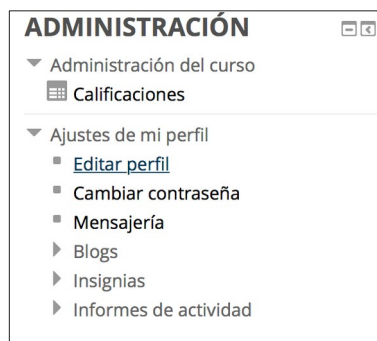 ADMINISTRACIÓN
Administración del curso
Calificaciones
Ajustes de mi perfil
Editar perfil
Cambiar contraseña
Mensajería
Blogs
Insignias
Informes de actividad